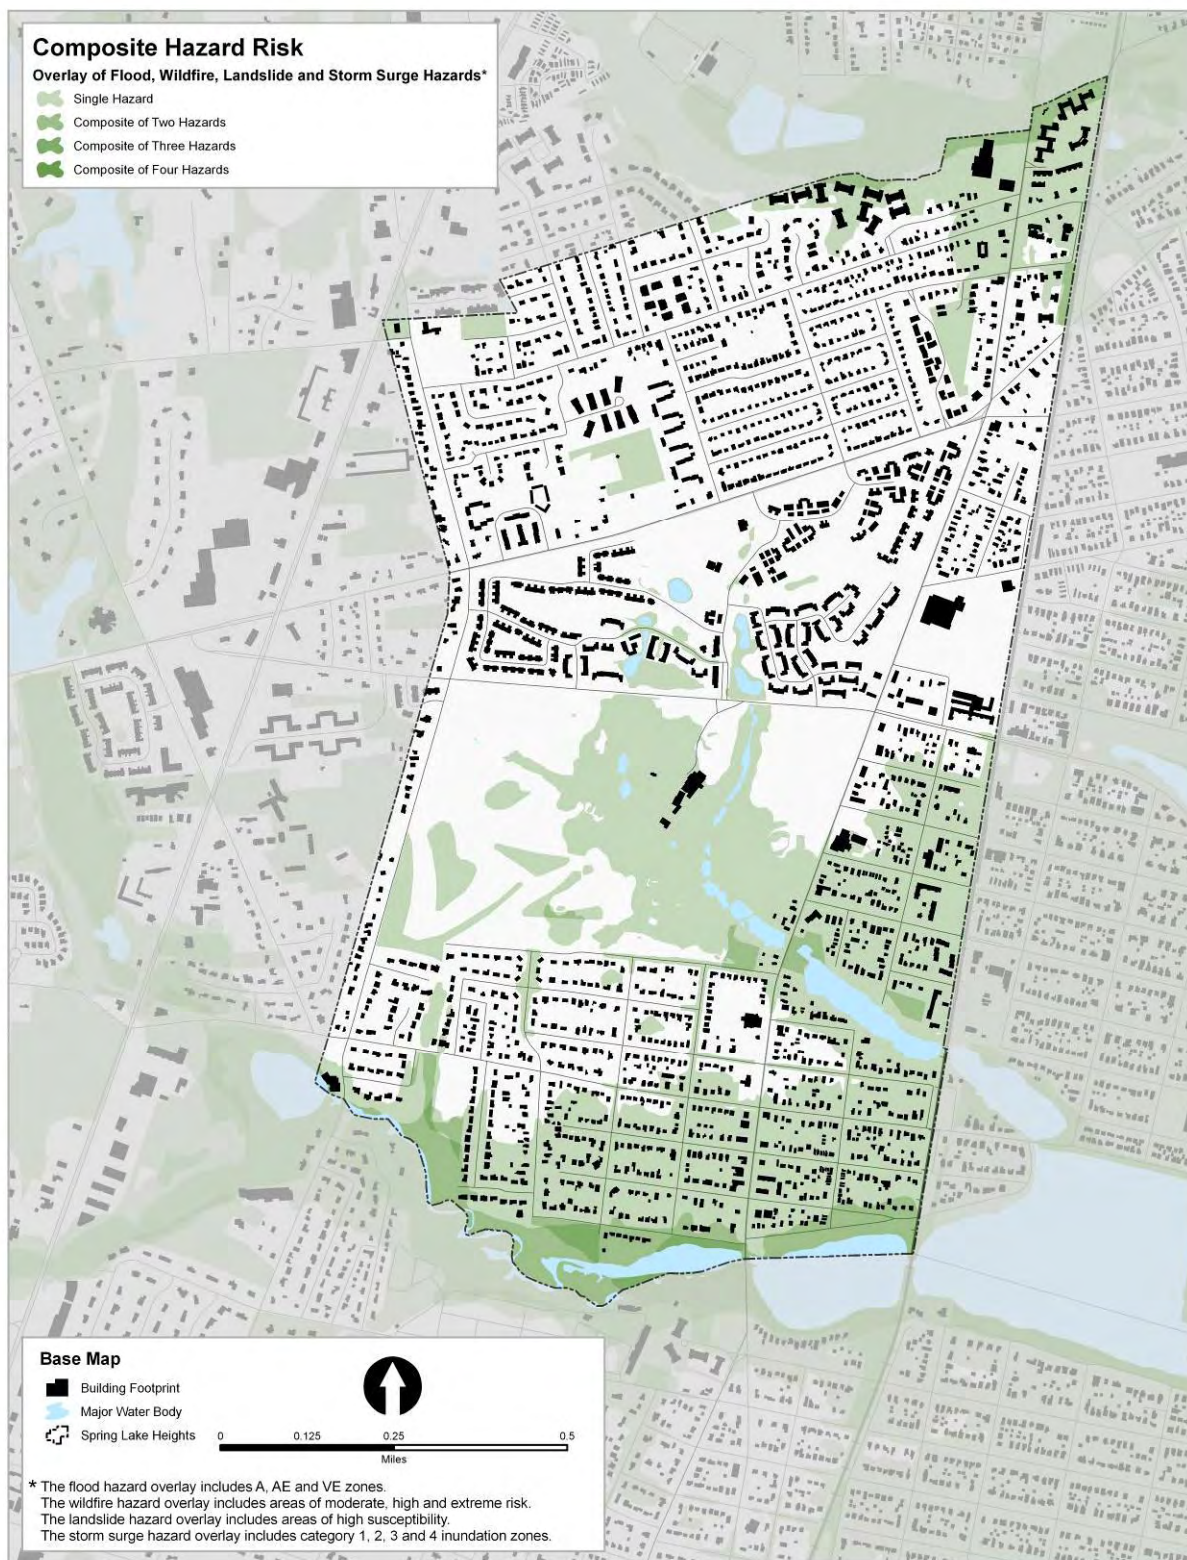 Composite Hazard Risk
Overlay of Flood, Wildfire, Landslide and Storm Surge Hazards*
Single Hazard
Composite of Two Hazards
Composite of Three Hazards
Composite of Four Hazards
Base Map
Building Footprint
Major Water Body
Spring Lake Heights
0 0.125 0.25 0.5
Miles
* The flood hazard overlay includes A, AE and VE zones.
The wildfire hazard overlay includes areas of moderate, high and extreme risk.
The landslide hazard overlay includes areas of high susceptibility.
The storm surge hazard overlay includes category 1, 2, 3 and 4 inundation zones.